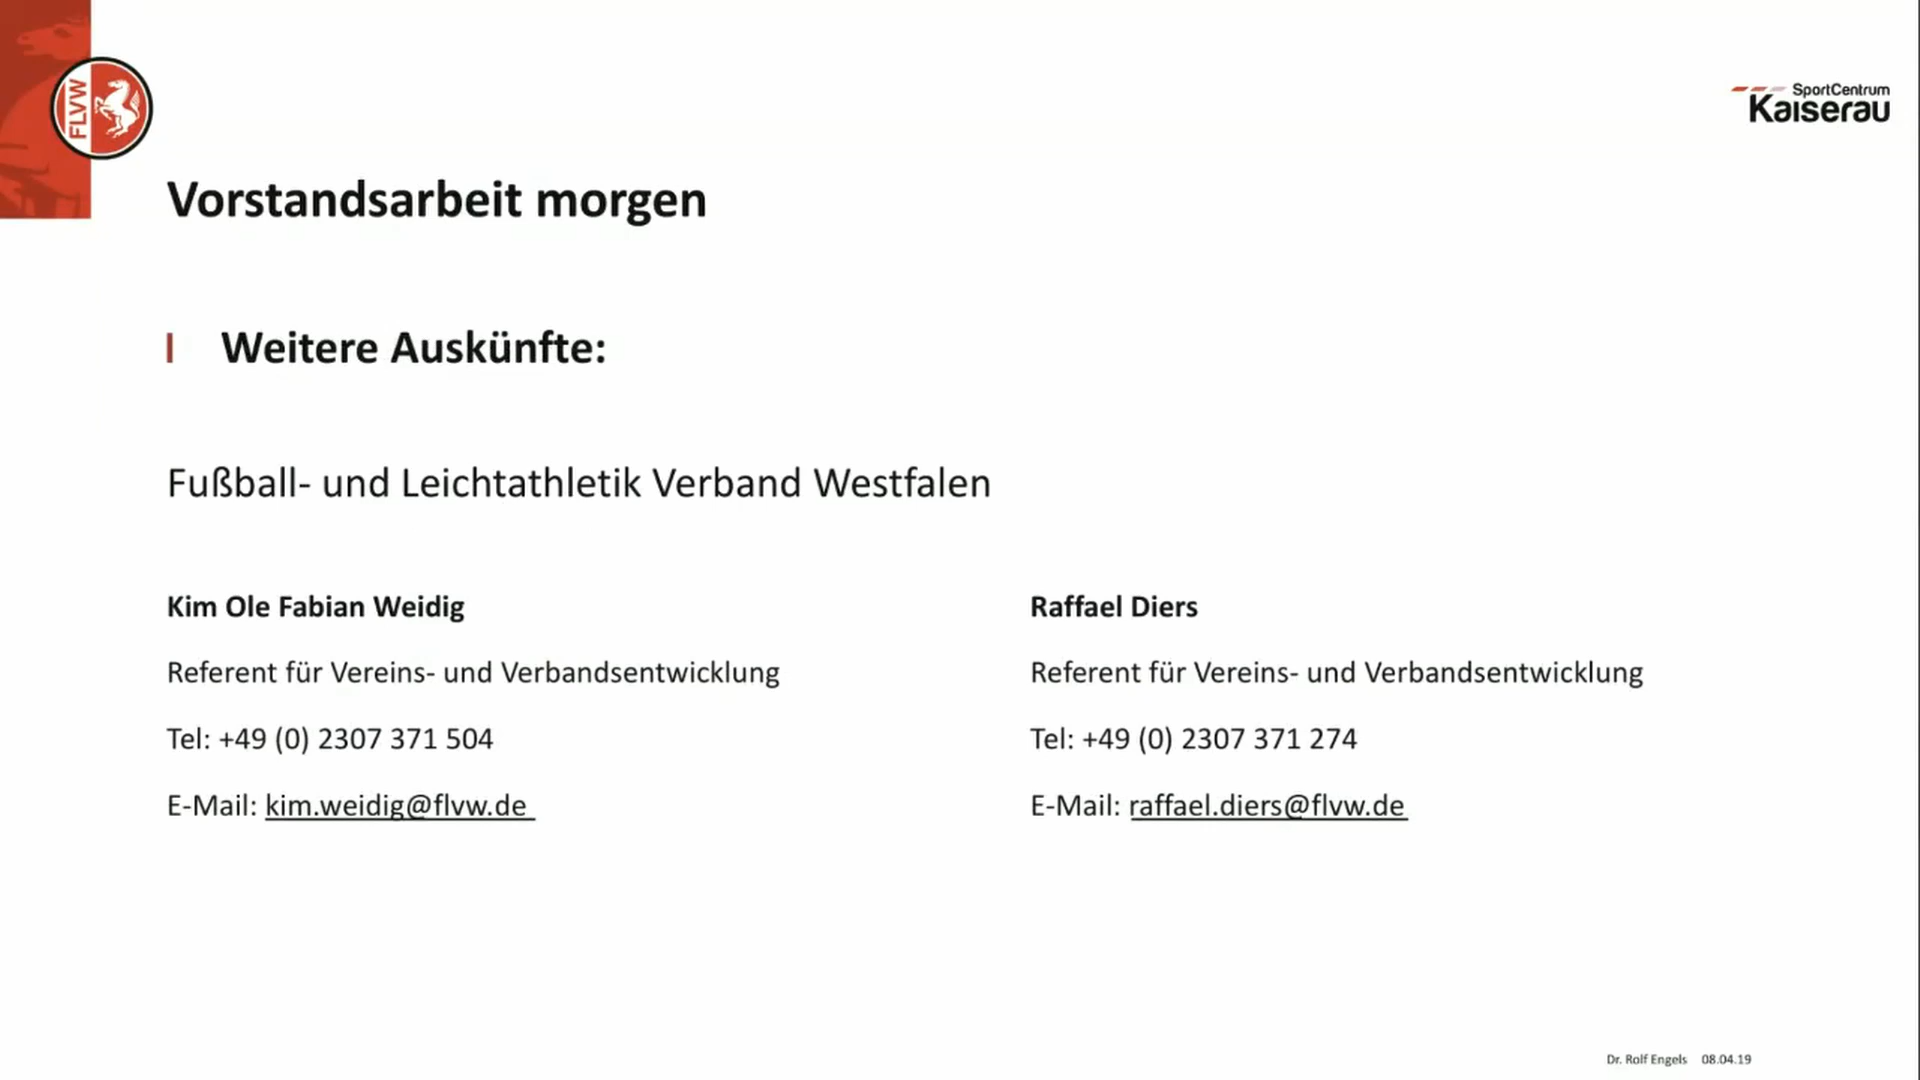 FLVW
SportCentrum
Kaiserau
Vorstandsarbeit morgen
Weitere Auskünfte:
Fußball- und Leichtathletik Verband Westfalen
Kim Ole Fabian Weidig
Referent für Vereins- und Verbandsentwicklung
Tel: +49 (0) 2307 371 504
E-Mail: kim.weidig@flvw.de
Raffael Diers
Referent für Vereins- und Verbandsentwicklung
Tel: +49 (0) 2307 371 274
E-Mail: raffael.diers@flvw.de
Dr. Rolf Engels 08.04.19